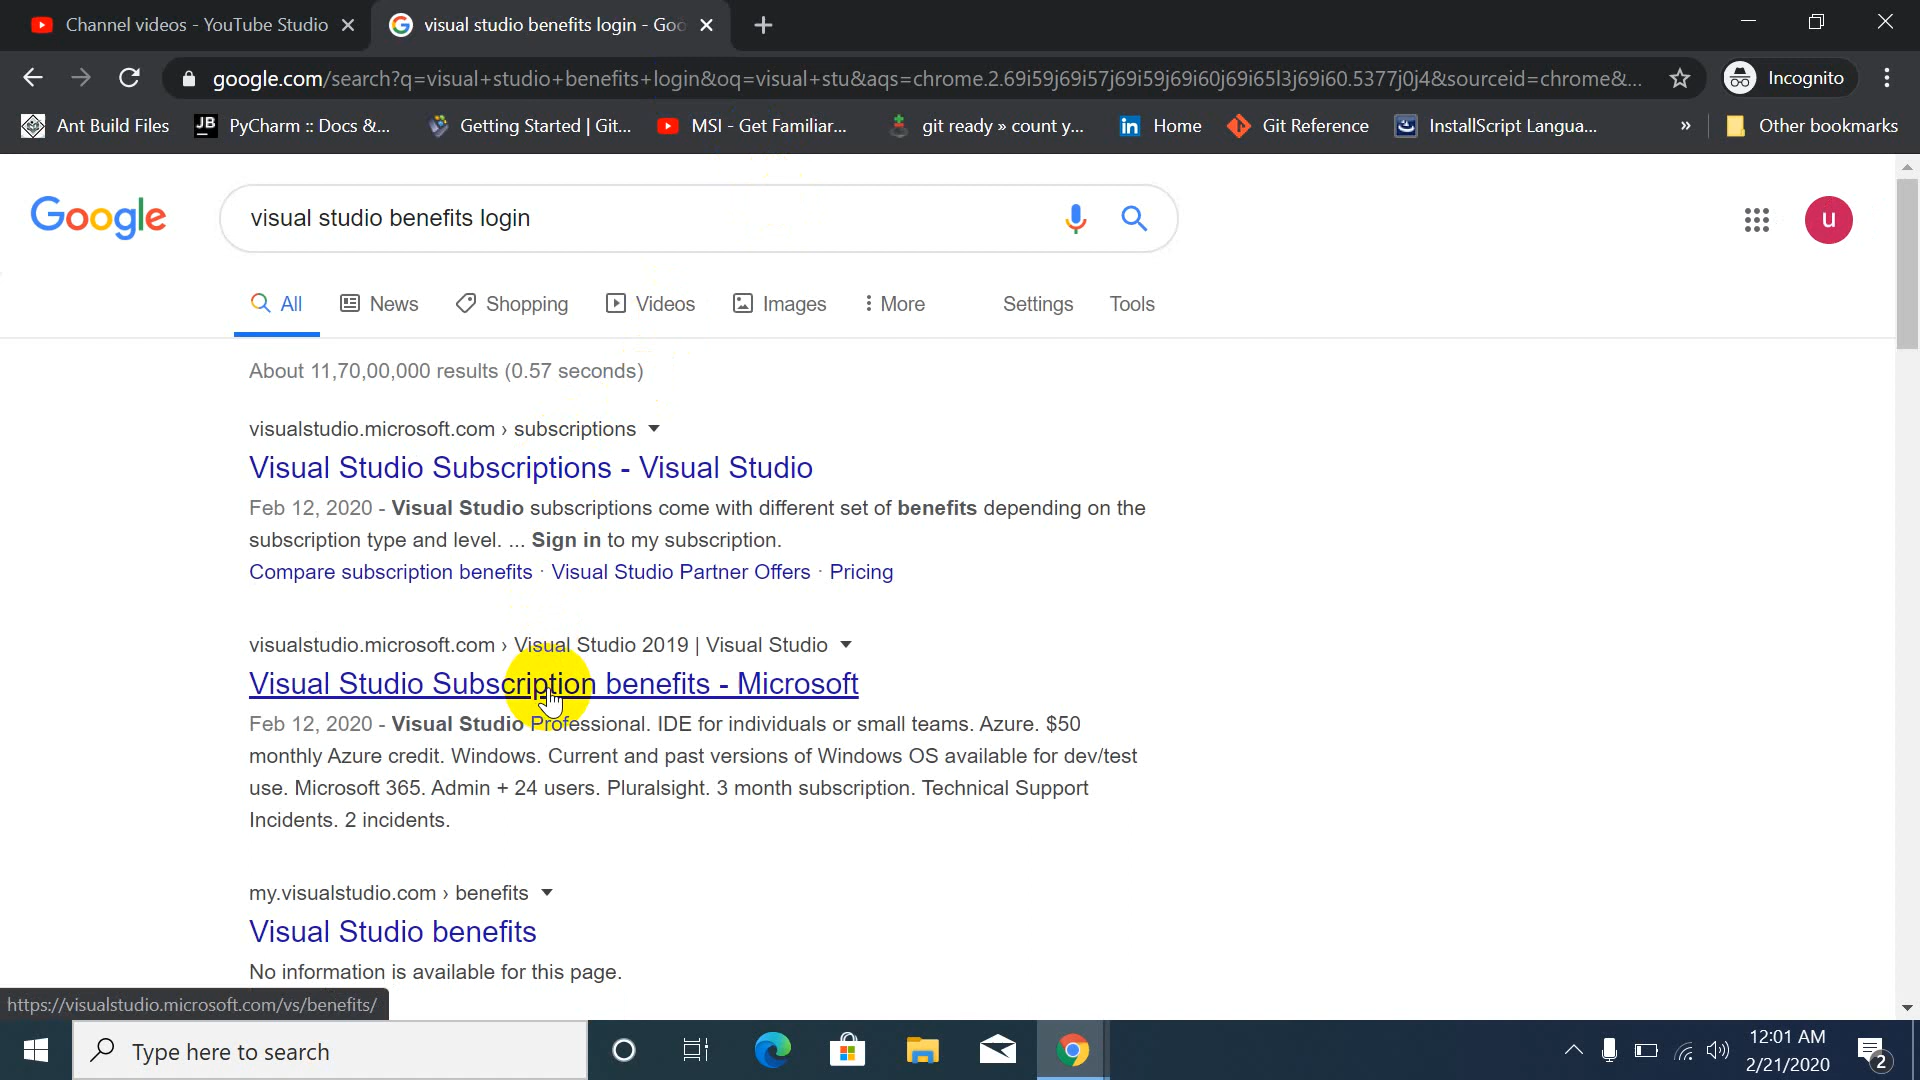 Channel videos - YouTube Studio
visual studio benefits login - Goo
google.com/search?q=visual+studio+benefits+login&oq=visual+stu&aqs=chrome.2.69i59j69i57j69i59j69i60j69i65l3j69i60.5377j0j4&sourceid=chrome&...
Incognito
Ant Build Files
PyCharm :: Docs &...
Getting Started | Git...
MSI - Get Familiar...
git ready » count y...
Home
Git Reference
InstallScript Langua...
»
Other bookmarks
Google
visual studio benefits login
u
All
News
Shopping
Videos
Images
More
Settings
Tools
About 11,70,00,000 results (0.57 seconds)
visualstudio.microsoft.com › subscriptions
Visual Studio Subscriptions - Visual Studio
Feb 12, 2020 - Visual Studio subscriptions come with different set of benefits depending on the
subscription type and level. ... Sign in to my subscription.
Compare subscription benefits · Visual Studio Partner Offers · Pricing
visualstudio.microsoft.com › Visual Studio 2019 | Visual Studio
Visual Studio Subscription benefits - Microsoft
Feb 12, 2020 - Visual Studio Professional. IDE for individuals or small teams. Azure. $50
monthly Azure credit. Windows. Current and past versions of Windows OS available for dev/test
use. Microsoft 365. Admin + 24 users. Pluralsight. 3 month subscription. Technical Support
Incidents. 2 incidents.
my.visualstudio.com › benefits
Visual Studio benefits
No information is available for this page.
https://visualstudio.microsoft.com/vs/benefits/
Type here to search
12:01 AM
2/21/2020
2